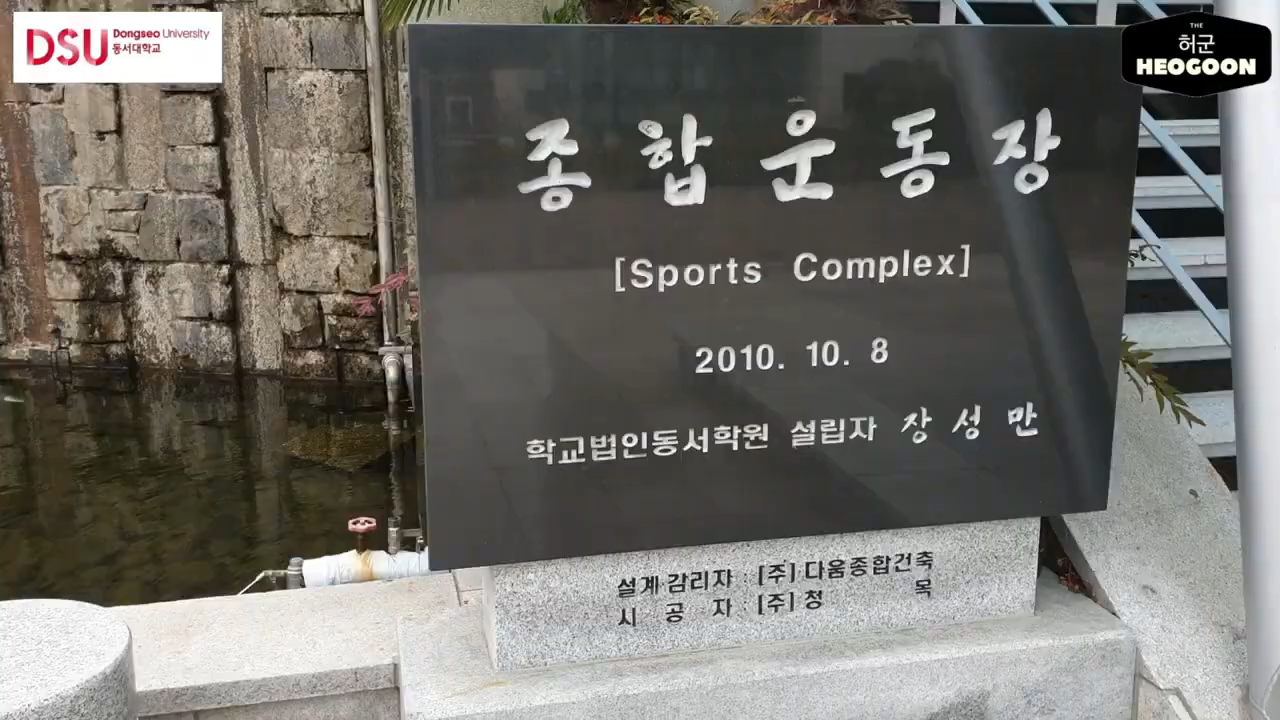 DSU Dongseo University
동서대학교
THE
허군
HEOGOON
종합운동장
[Sports Complex]
2010. 10. 8
학교법인동서학원 설립자 장성만
설계·감리자 : [주] 다움종합건축
시 공 자 : [주] 청 목